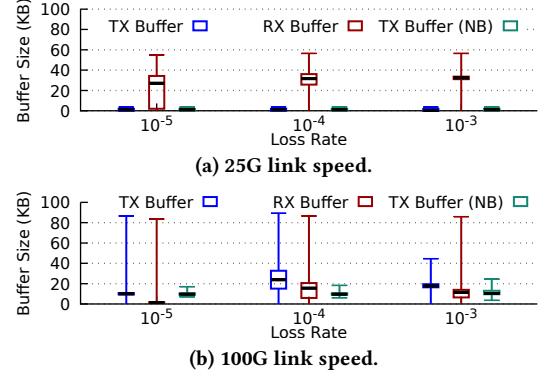 TX Buffer RX Buffer TX Buffer (NB)
Buffer Size (KB)
100
80
60
40
20
0
10-5 10-4 10-3
Loss Rate
(a) 25G link speed.
TX Buffer RX Buffer TX Buffer (NB)
Buffer Size (KB)
100
80
60
40
20
0
10-5 10-4 10-3
Loss Rate
(b) 100G link speed.